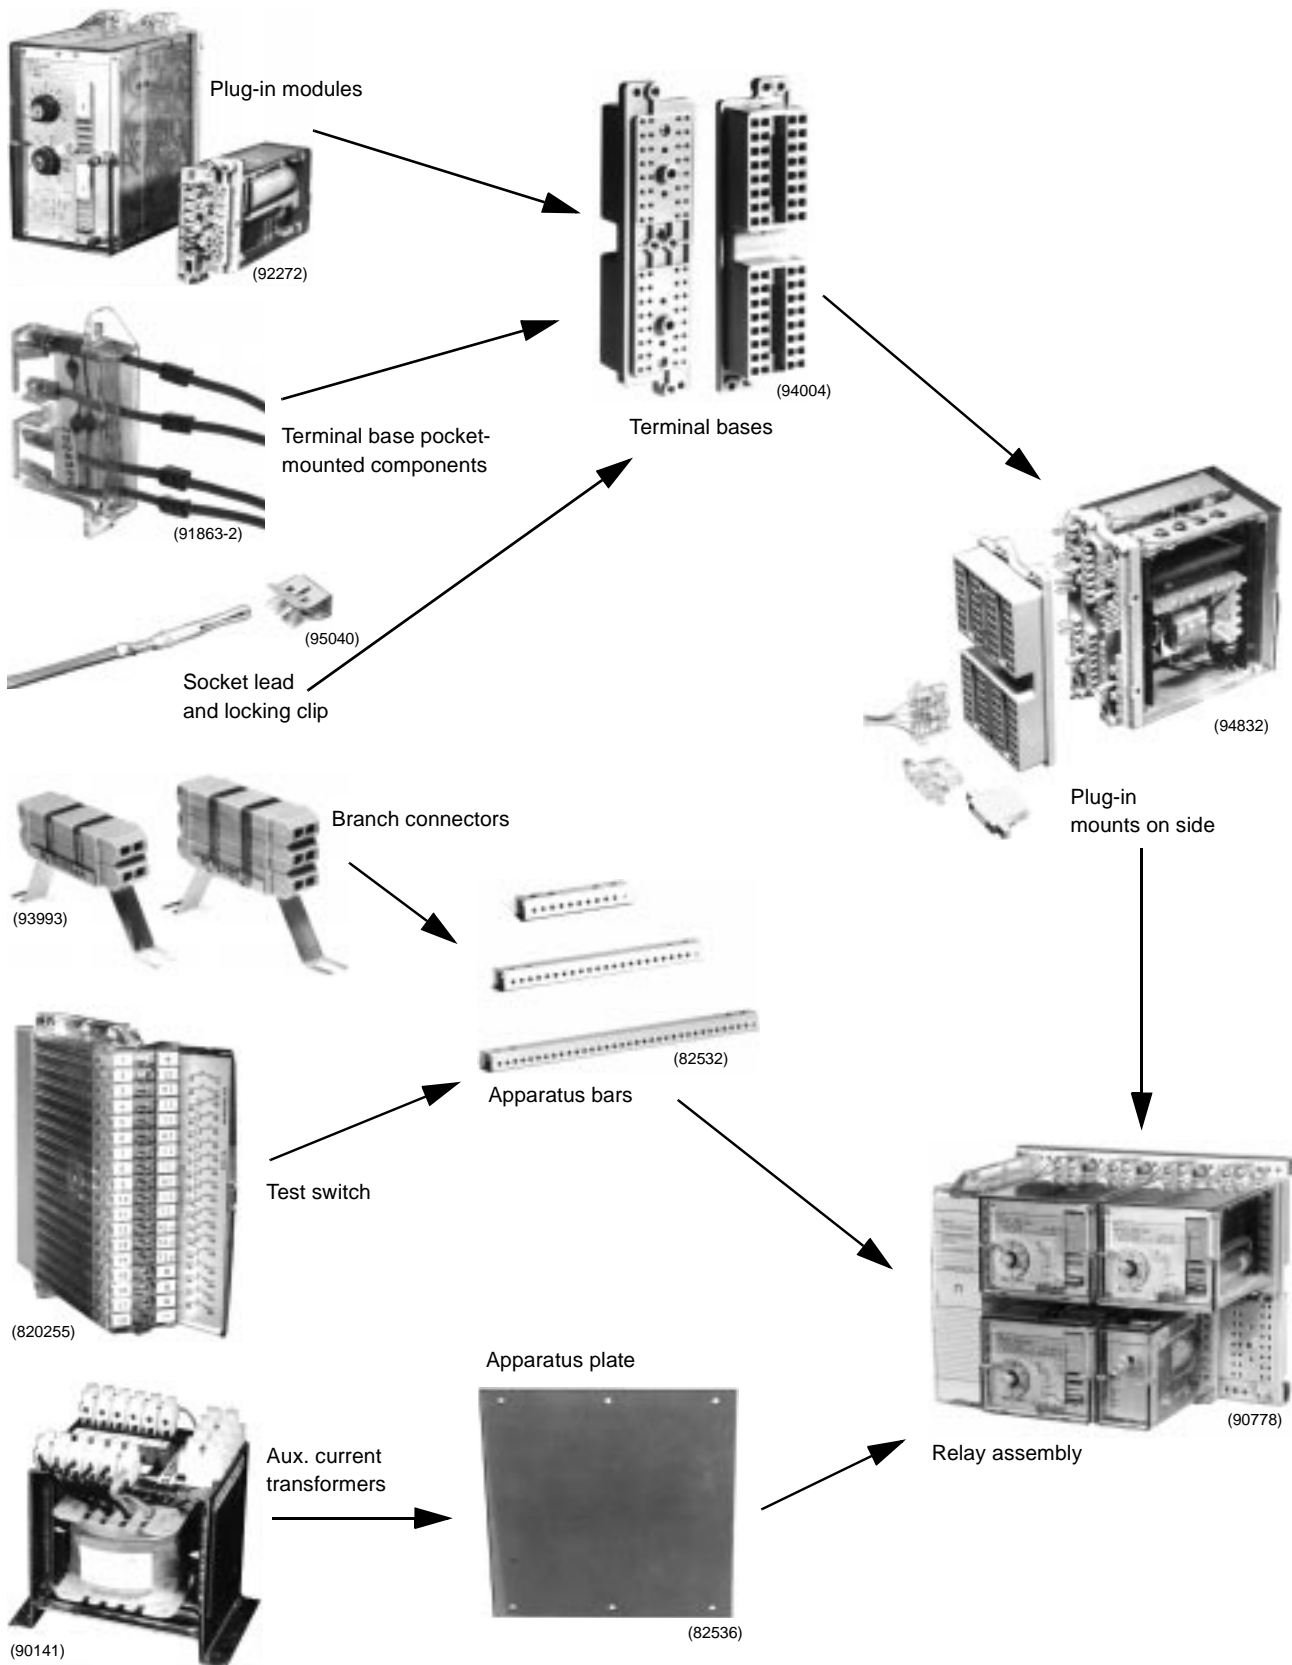 Plug-in modules
(92272)
(94004)
Terminal bases
Terminal base pocket-
mounted components
(91863-2)
(95040)
Socket lead
and locking clip
(94832)
Plug-in
mounts on side
Branch connectors
(93993)
(82532)
Apparatus bars
Test switch
(820255)
Apparatus plate
(90778)
Relay assembly
Aux. current
transformers
(82536)
(90141)